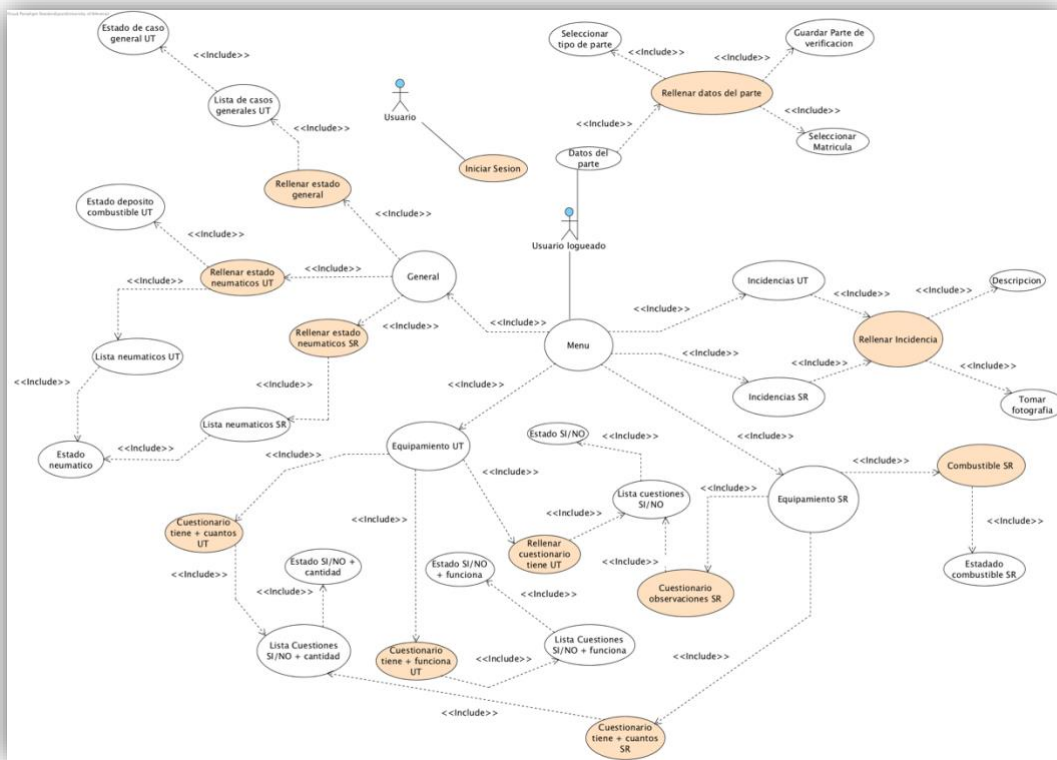 Estado de caso
general UT
<<Include>>
Lista de casos
generales UT
<<Include>>
Rellenar estado
general
Usuario
Iniciar Sesion
Seleccionar
tipo de parte
<<Include>>
Guardar Parte de
verificacion
<<Include>>
Rellenar datos del parte
<<Include>>
<<Include>>
Seleccionar
Matricula
Datos del
parte
Usuario logueado
Estado deposito
combustible UT
<<Include>>
<<Include>>
Rellenar estado
neumaticos UT
<<Include>>
General
<<Include>>
<<Include>>
Rellenar estado
neumaticos SR
<<Include>>
<<Include>>
Menu
Lista neumaticos UT
<<Include>>
<<Include>>
Lista neumaticos SR
<<Include>>
Estado
neumatico
Incidencias UT
<<Include>>
<<Include>>
Descripcion
<<Include>>
Rellenar Incidencia
<<Include>>
Incidencias SR
<<Include>>
<<Include>>
Tomar
fotografia
<<Include>>
Equipamiento UT
<<Include>>
Estado SI/NO
<<Include>>
<<Include>>
<<Include>>
Combustible SR
Equipamiento SR
Lista cuestiones
SI/NO
<<Include>>
<<Include>>
<<Include>>
Cuestionario
tiene + cuantos
UT
<<Include>>
Rellenar
cuestionario
tiene UT
<<Include>>
<<Include>>
<<Include>>
Estadado
combustible SR
Estado SI/NO +
cantidad
<<Include>>
<<Include>>
Estado SI/NO
+ funciona
<<Include>>
Cuestionario
observaciones SR
Lista Cuestiones
SI/NO + cantidad
Cuestionario
tiene + funciona
UT
<<Include>>
Lista Cuestiones
SI/NO + funciona
<<Include>>
<<Include>>
Cuestionario
tiene + cuantos
SR